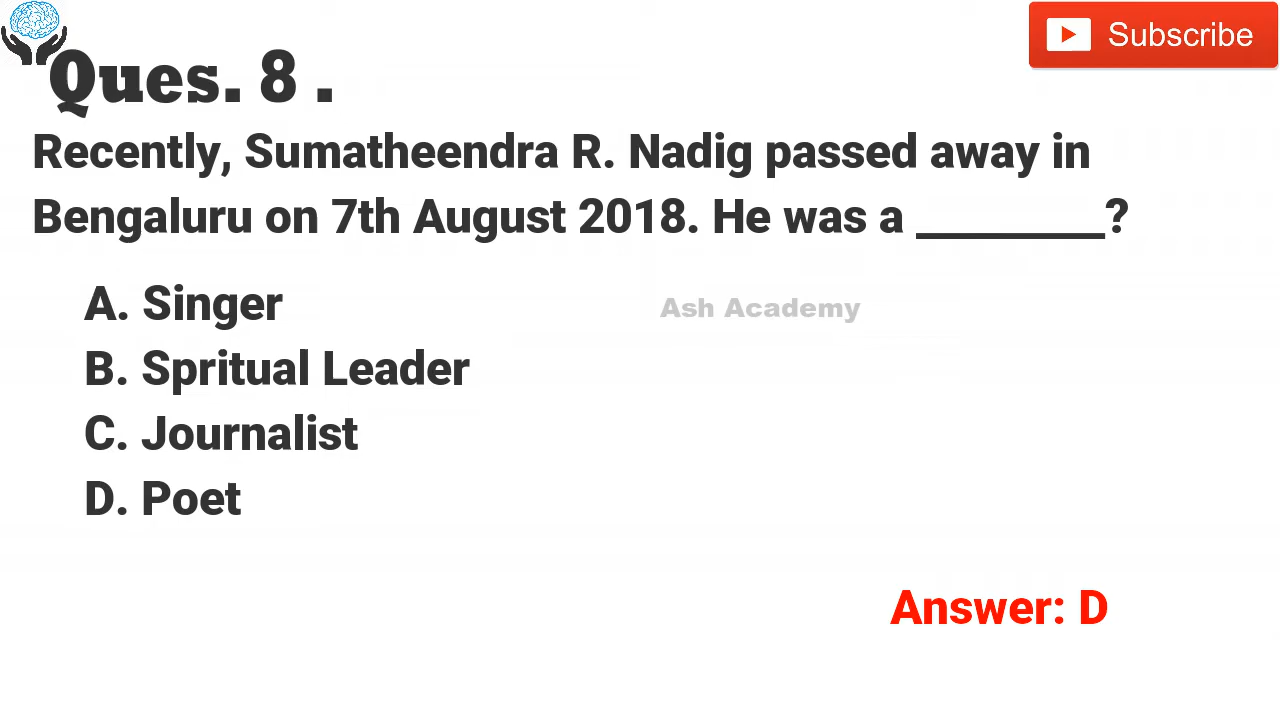 Subscribe
Ques. 8 .
Recently, Sumatheendra R. Nadig passed away in
Bengaluru on 7th August 2018. He was a ________?
A. Singer
Ash Academy
B. Spritual Leader
C. Journalist
D. Poet
Answer: D